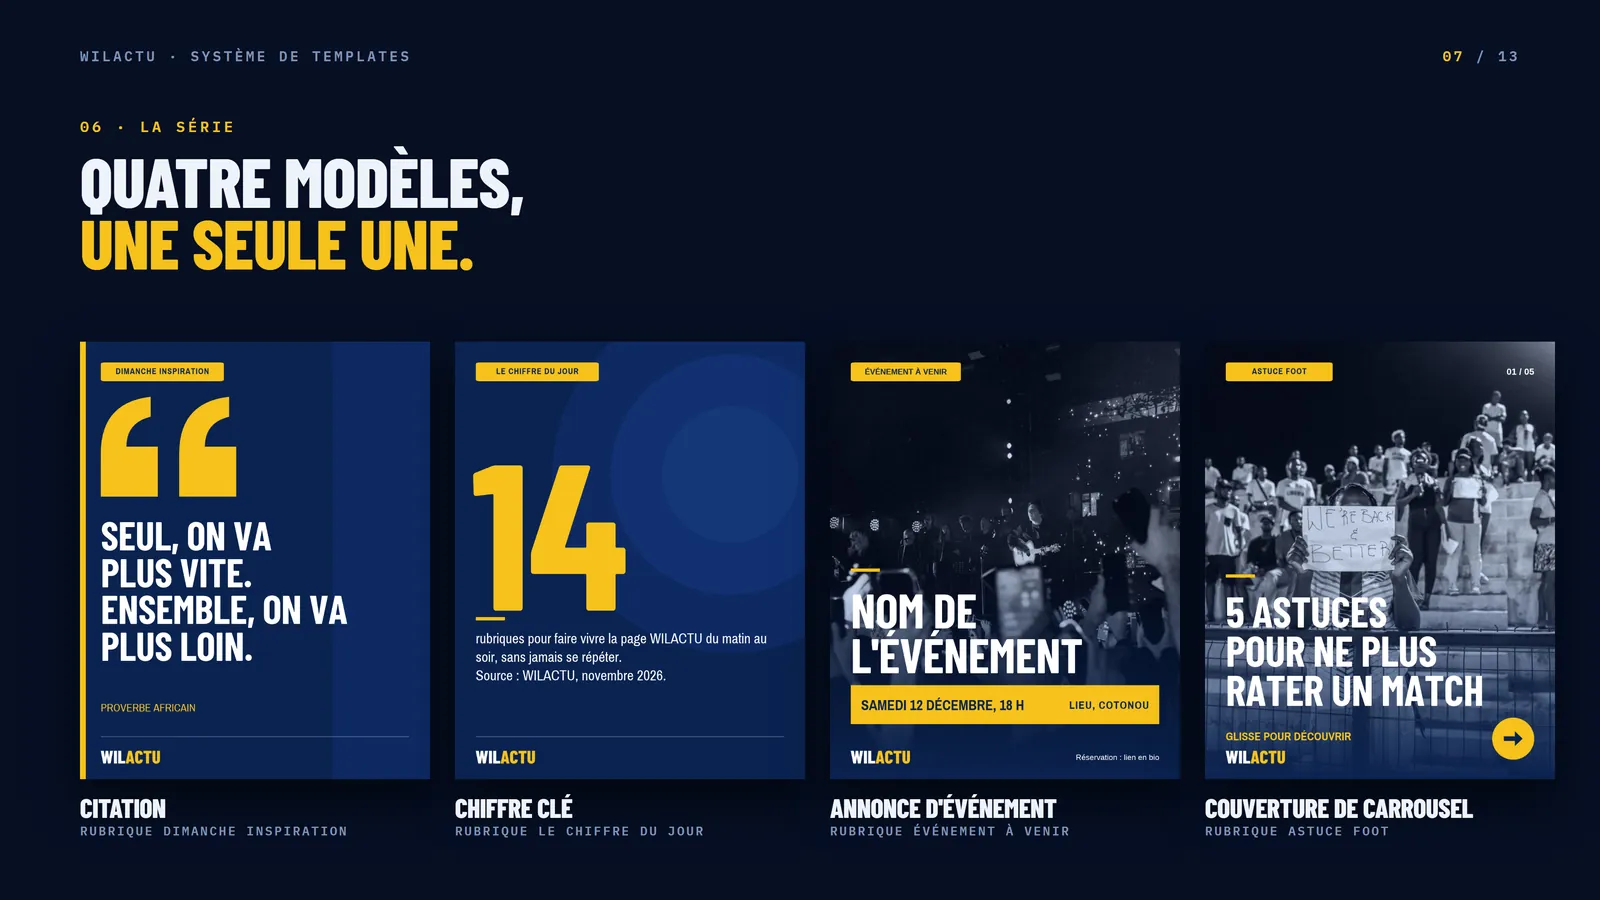 WILACTU · SYSTÈME DE TEMPLATES
07 / 13
06 · LA SÉRIE
QUATRE MODÈLES,
UNE SEULE UNE.
DIMANCHE INSPIRATION
SEUL, ON VA
PLUS VITE.
ENSEMBLE, ON VA
PLUS LOIN.
PROVERBE AFRICAIN
WILACTU
CITATION
RUBRIQUE DIMANCHE INSPIRATION
LE CHIFFRE DU JOUR
14
rubriques pour faire vivre la page WILACTU du matin au
soir, sans jamais se répéter.
Source : WILACTU, novembre 2026.
WILACTU
CHIFFRE CLÉ
RUBRIQUE LE CHIFFRE DU JOUR
ÉVÉNEMENT À VENIR
NOM DE
L'ÉVÉNEMENT
SAMEDI 12 DÉCEMBRE, 18 H
LIEU, COTONOU
WILACTU
Réservation : lien en bio
ANNONCE D'ÉVÉNEMENT
RUBRIQUE ÉVÉNEMENT À VENIR
ASTUCE FOOT
01 / 05
WE'RE BACK
&
BETTER
5 ASTUCES
POUR NE PLUS
RATER UN MATCH
GLISSE POUR DÉCOUVRIR
WILACTU
COUVERTURE DE CARROUSEL
RUBRIQUE ASTUCE FOOT